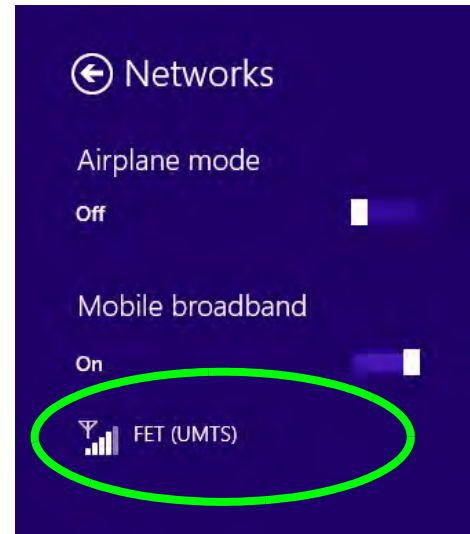 Networks
Airplane mode
Off
Mobile broadband
On
FET (UMTS)